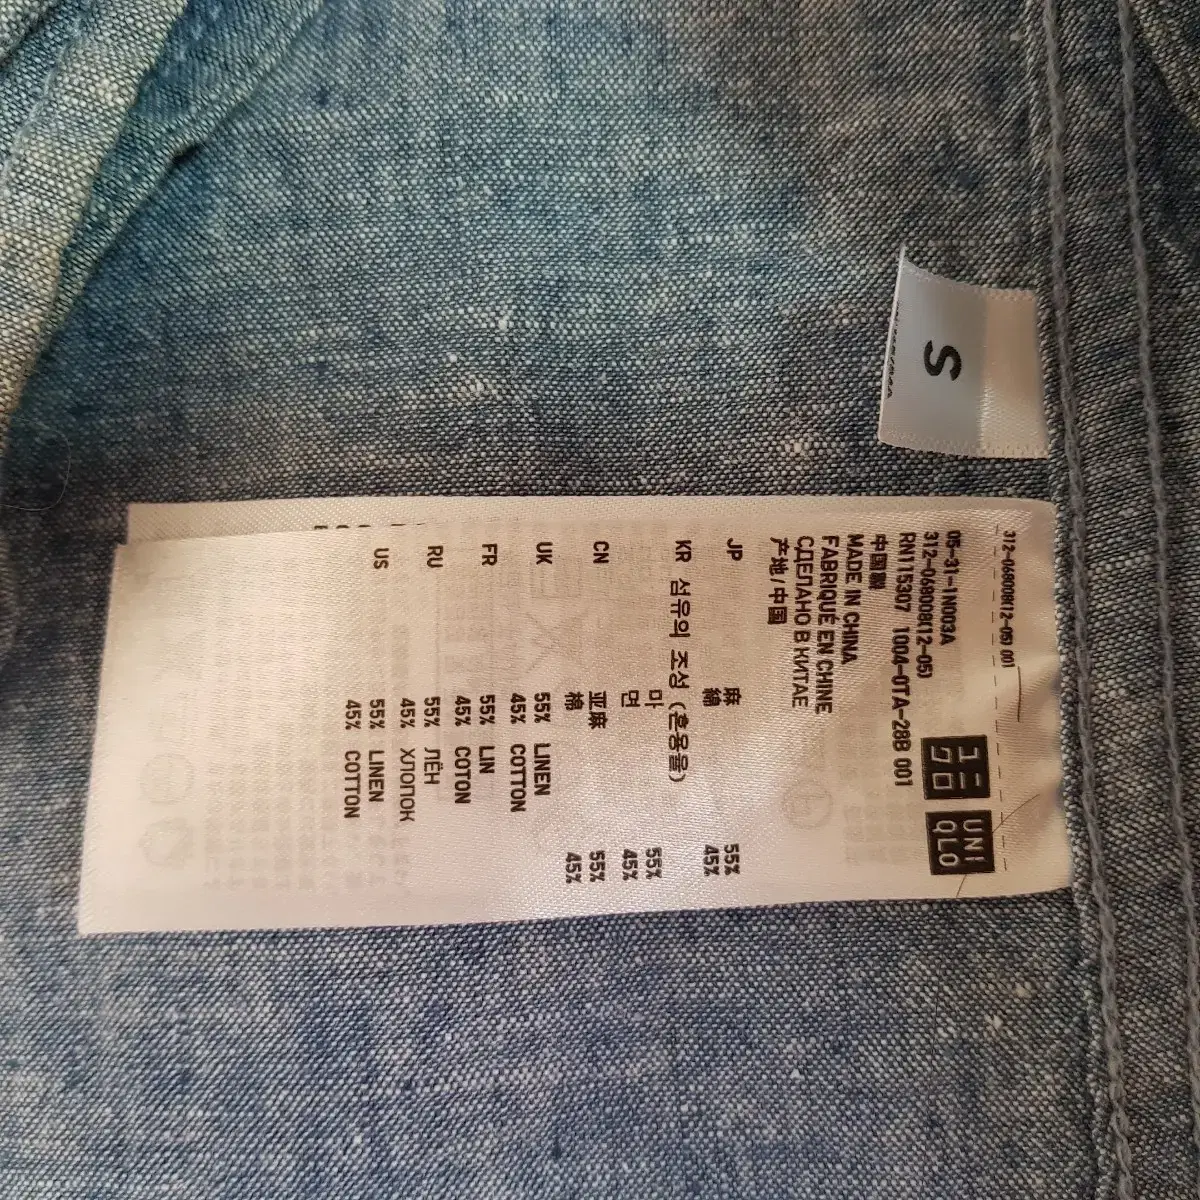 S
312-068008(12-05) 001
ユニ
クロ
UNI
QLO
05-31-1N003A
312-068008(12-05)
RN115307 1004-0TA-28B 001
中国製
MADE IN CHINA
FABRIQUÉ EN CHINE
СДЕЛАНО В КИТАЕ
产地/中国
JP 麻 55%
綿 45%
KR 섬유의 조성 (혼용율)
마 55%
면 45%
CN 亚麻 55%
棉 45%
UK 55% LINEN
45% COTTON
FR 55% LIN
45% COTON
RU 55% ЛЁН
45% ХЛОПОК
US 55% LINEN
45% COTTON